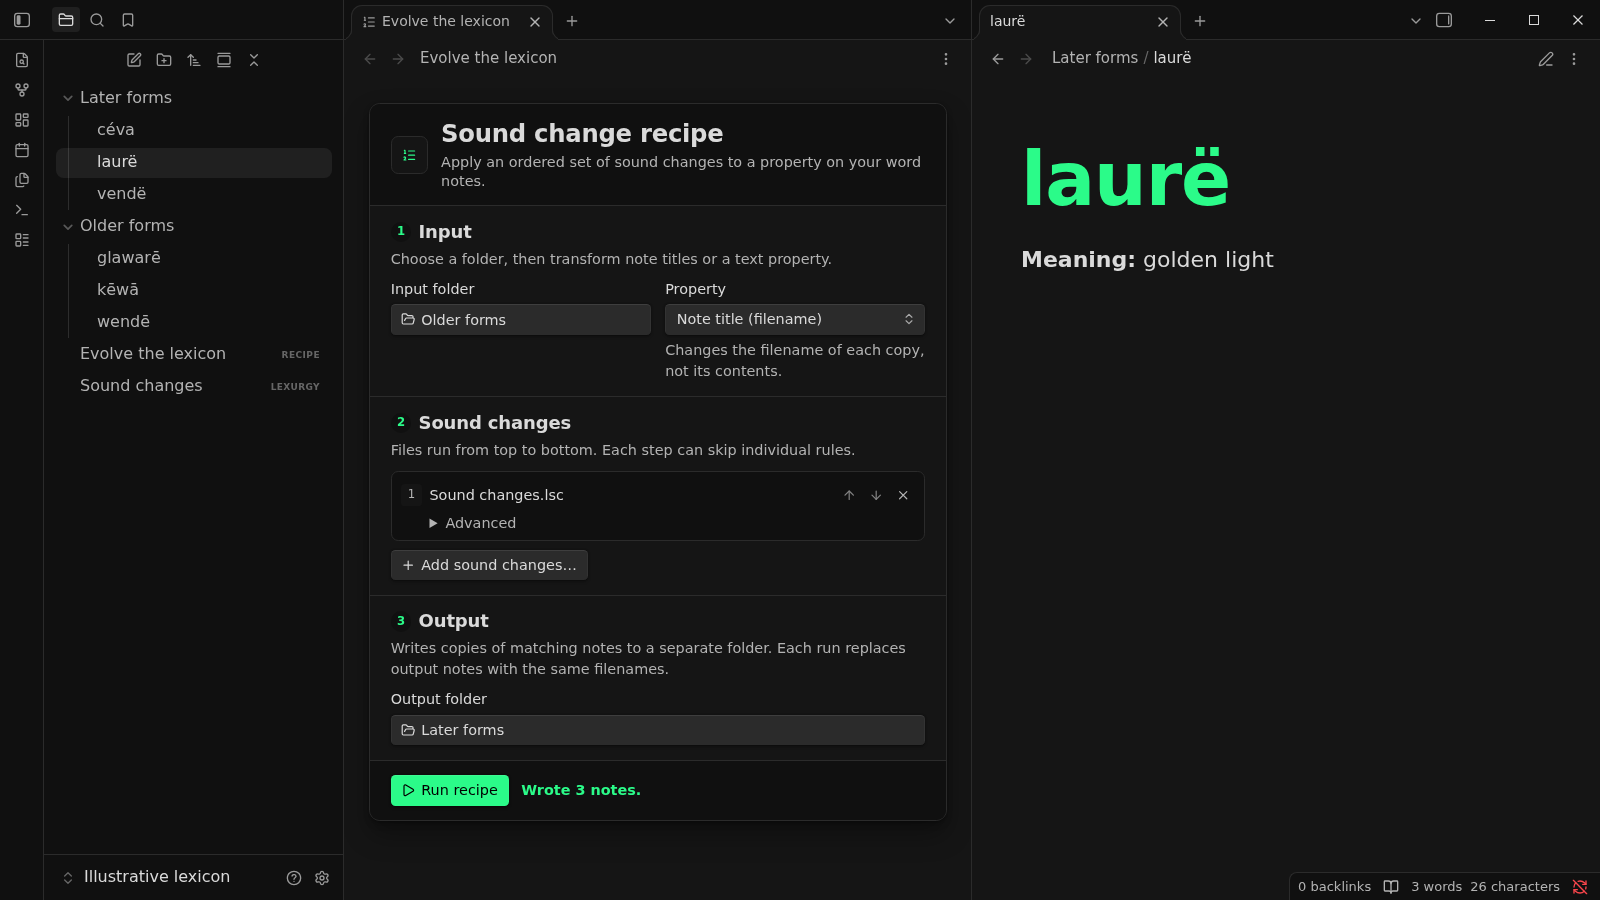 Evolve the lexicon
laurë
Evolve the lexicon
Later forms / laurë
Later forms
céva
laurë
vendë
Older forms
glawarē
kēwā
wendē
Evolve the lexicon RECIPE
Sound changes LEXURGY
Illustrative lexicon
Sound change recipe
Apply an ordered set of sound changes to a property on your word
notes.
1 Input
Choose a folder, then transform note titles or a text property.
Input folder
Older forms
Property
Note title (filename)
Changes the filename of each copy,
not its contents.
2 Sound changes
Files run from top to bottom. Each step can skip individual rules.
1 Sound changes.lsc
Advanced
Add sound changes…
3 Output
Writes copies of matching notes to a separate folder. Each run replaces
output notes with the same filenames.
Output folder
Later forms
Run recipe Wrote 3 notes.
laurë
Meaning: golden light
0 backlinks 3 words 26 characters